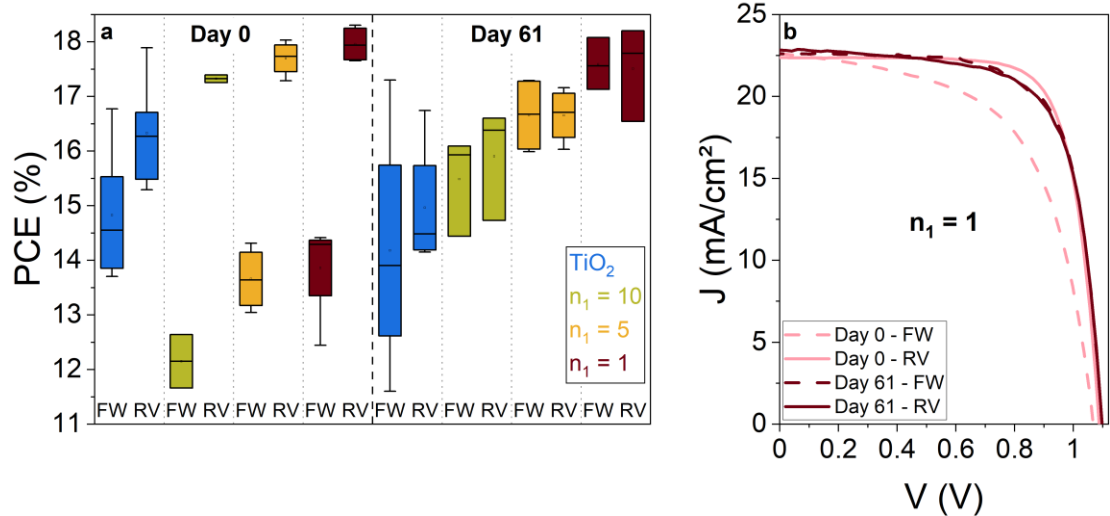 a
Day 0
Day 61
PCE (%)
18
17
16
15
14
13
12
11
TiO₂
n₁ = 10
n₁ = 5
n₁ = 1
FW RV FW RV FW RV FW RV FW RV FW RV FW RV FW RV
b
J (mA/cm²)
25
20
15
10
5
0
n₁ = 1
Day 0 - FW
Day 0 - RV
Day 61 - FW
Day 61 - RV
0 0.2 0.4 0.6 0.8 1
V (V)